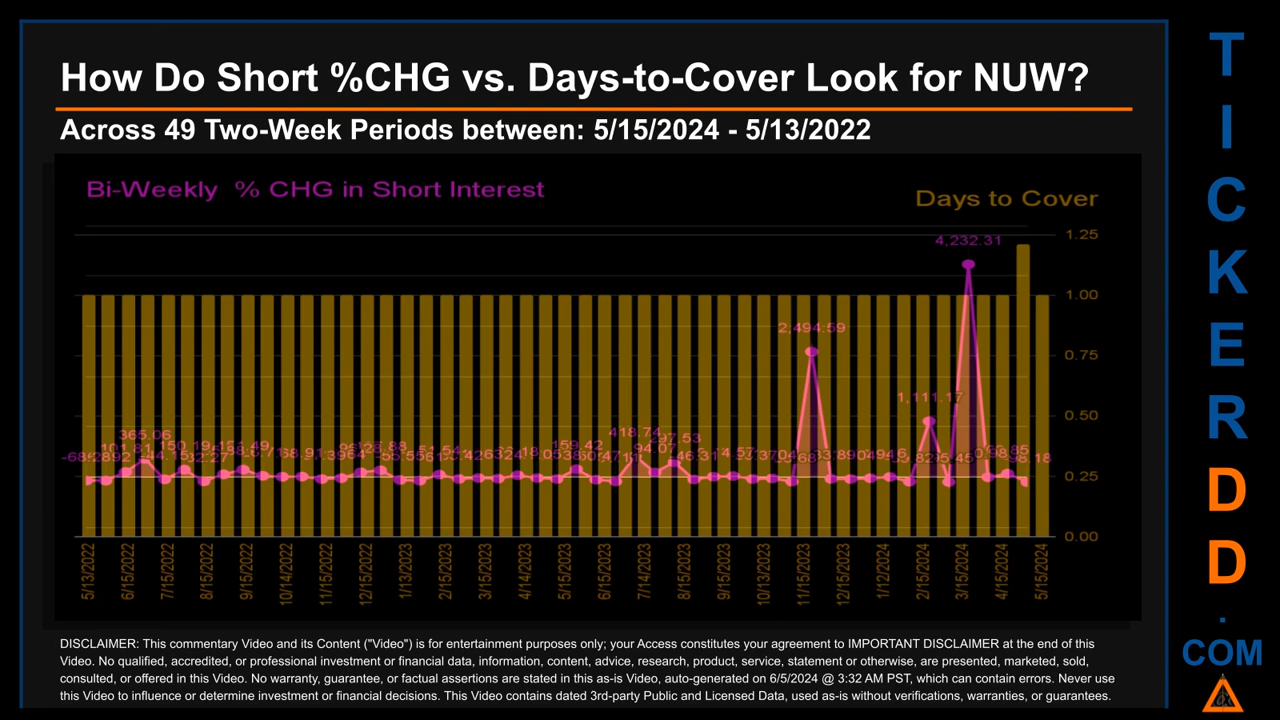 How Do Short %CHG vs. Days-to-Cover Look for NUW?
Across 49 Two-Week Periods between: 5/15/2024 - 5/13/2022
Bi-Weekly % CHG in Short Interest
Days to Cover
4,232.31
1.25
1.00
2,494.59
0.75
1,111.17
0.50
365.06
418.74
0.25
0.00
5/13/2022
6/15/2022
7/15/2022
8/15/2022
9/15/2022
10/14/2022
11/15/2022
12/15/2022
1/13/2023
2/15/2023
3/15/2023
4/14/2023
5/15/2023
6/15/2023
7/14/2023
8/15/2023
9/15/2023
10/13/2023
11/15/2023
12/15/2023
1/12/2024
2/15/2024
3/15/2024
4/15/2024
5/15/2024
DISCLAIMER: This commentary Video and its Content ("Video") is for entertainment purposes only; your Access constitutes your agreement to IMPORTANT DISCLAIMER at the end of this
Video. No qualified, accredited, or professional investment or financial data, information, content, advice, research, product, service, statement or otherwise, are presented, marketed, sold,
consulted, or offered in this Video. No warranty, guarantee, or factual assertions are stated in this as-is Video, auto-generated on 6/5/2024 @ 3:32 AM PST, which can contain errors. Never use
this Video to influence or determine investment or financial decisions. This Video contains dated 3rd-party Public and Licensed Data, used as-is without verifications, warranties, or guarantees.
T
I
C
K
E
R
D
D
.
COM